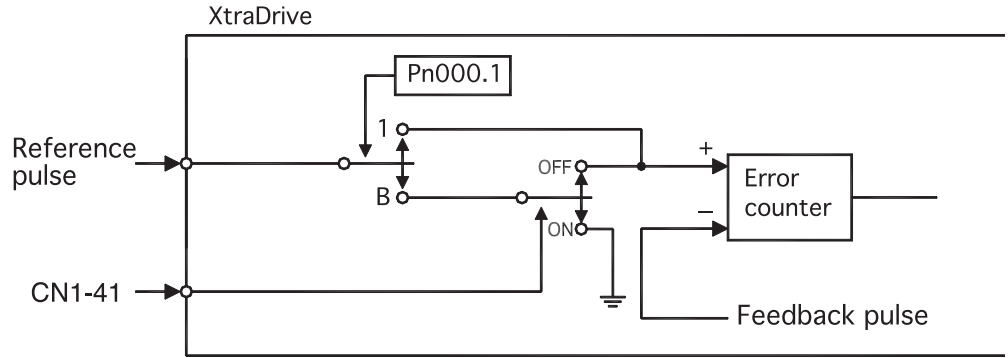 XtraDrive
Pn000.1
1
Reference
pulse
B
OFF
ON
+
−
Error
counter
CN1-41
Feedback pulse